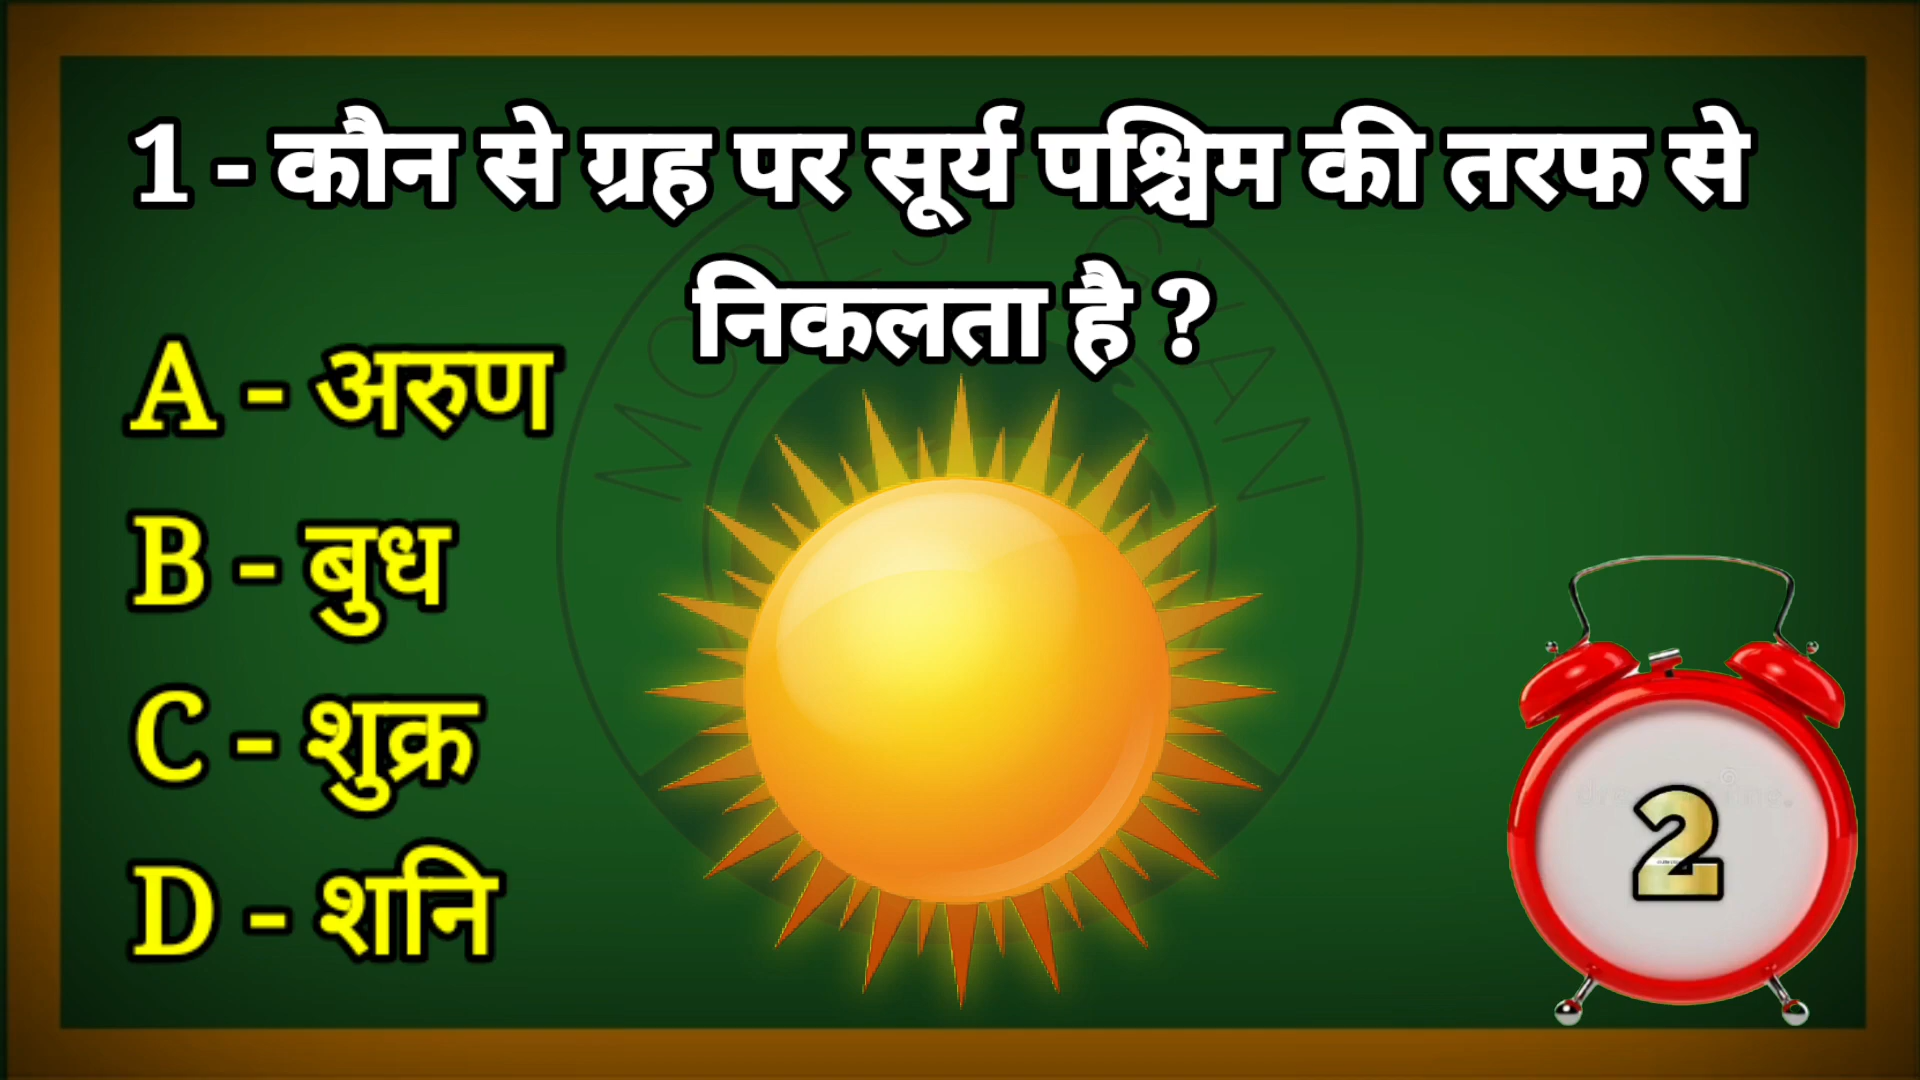 1 - कौन से ग्रह पर सूर्य पश्चिम की तरफ से
निकलता है ?
A - अरुण
B - बुध
C - शुक्र
D - शनि
2